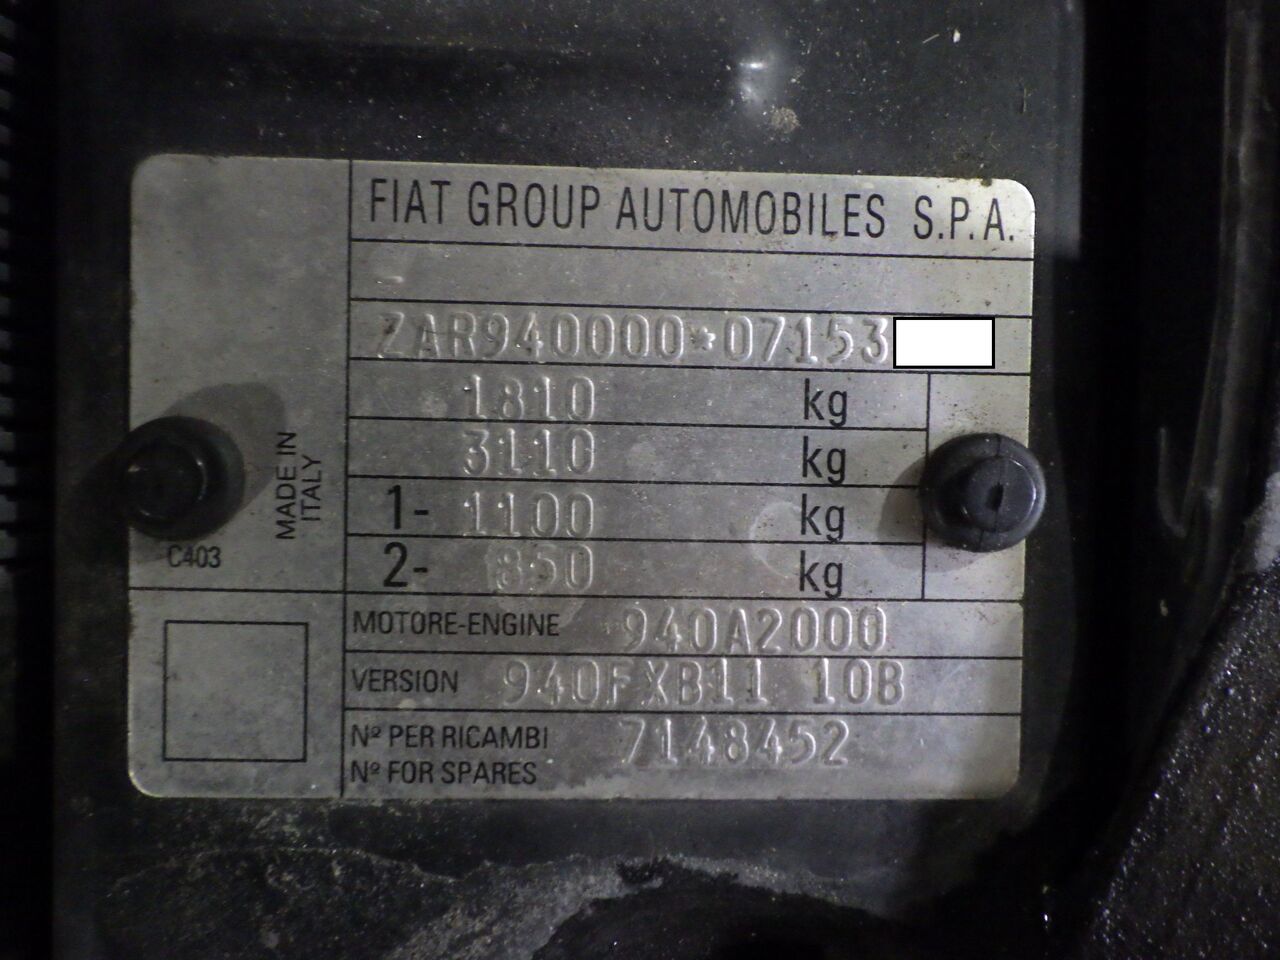 FIAT GROUP AUTOMOBILES S.P.A.
ZAR940000*07153
1810 kg
3110 kg
1- 1100 kg
2- 850 kg
MADE IN
ITALY
C403
MOTORE-ENGINE 940A2000
VERSION 940FXB11 10B
Nº PER RICAMBI 7148452
Nº FOR SPARES